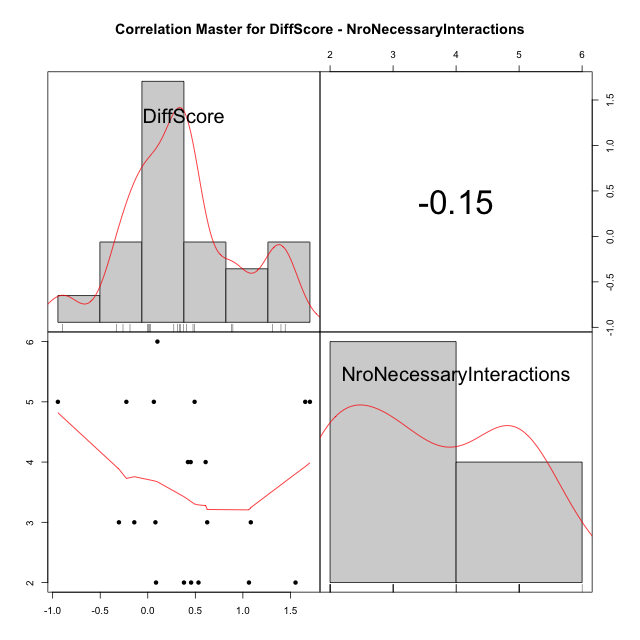 Correlation Master for DiffScore - NroNecessaryInteractions
2 3 4 5 6
DiffScore
-0.15
1.5
1.0
0.5
0.0
-0.5
-1.0
6
5
4
3
2
NroNecessaryInteractions
-1.0 -0.5 0.0 0.5 1.0 1.5